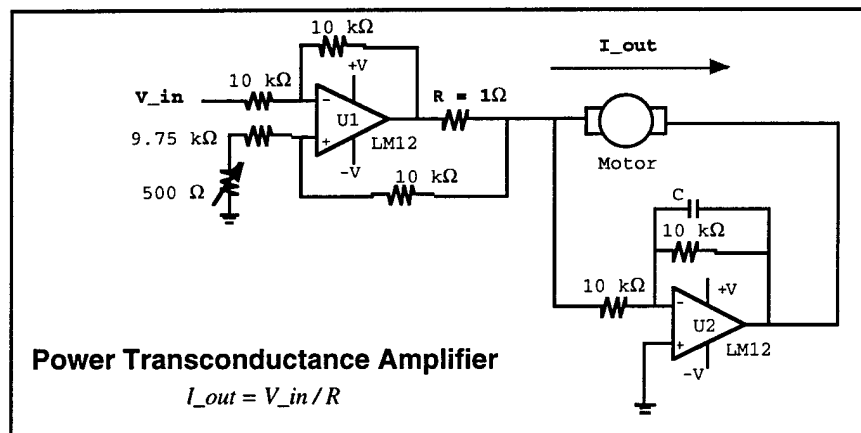 10 kΩ
I_out
+V
10 kΩ
V_in
-
R = 1Ω
U1
9.75 kΩ
+
LM12
Motor
-V
10 kΩ
500 Ω
C
10 kΩ
10 kΩ
+V
-
U2
+
LM12
-V
Power Transconductance Amplifier
I_out = V_in / R